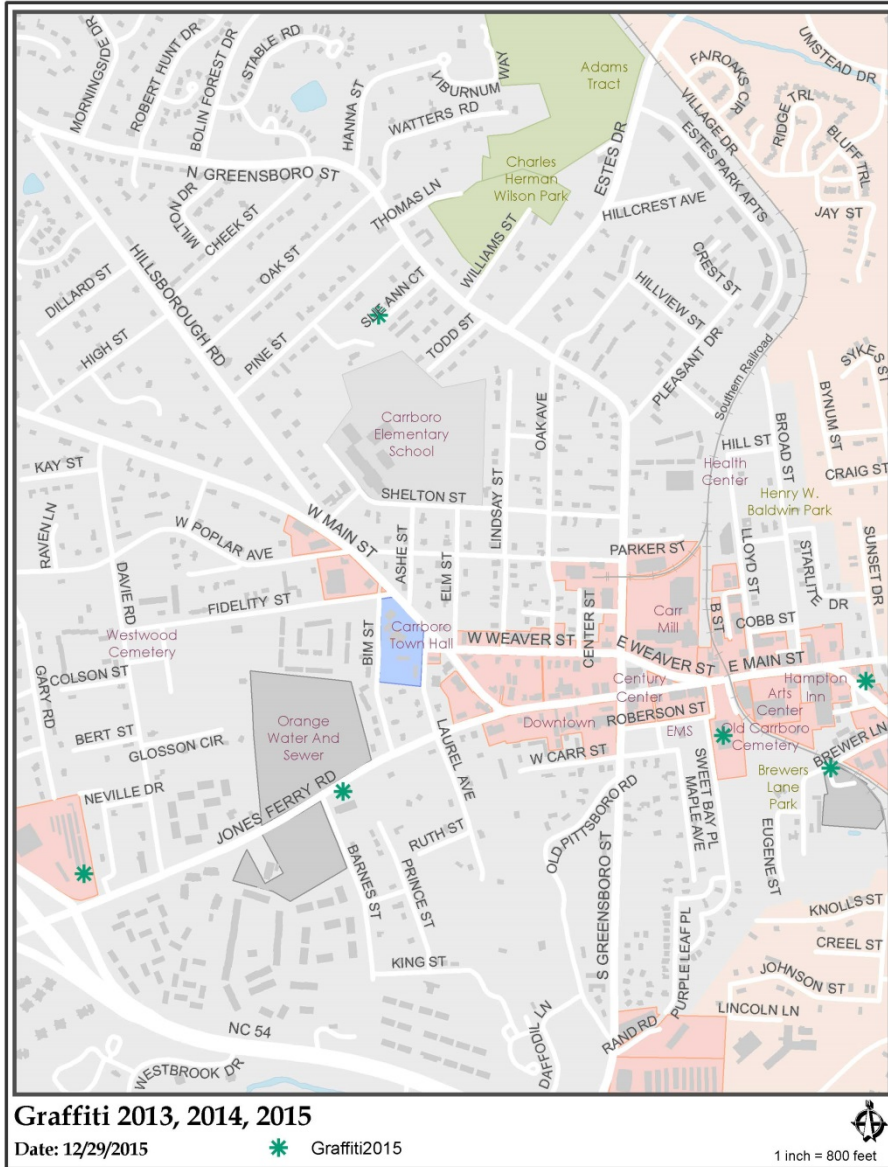 MORNINGSIDE DR
ROBERT HUNT DR
BOLIN FOREST DR
STABLE RD
HANNA ST
VIBURNUM WAY
WATTERS RD
Adams
Tract
FAIROAKS CIR
UMSTEAD DR
VILLAGE DR
RIDGE TRL
BLUFF TRL
ESTES PARK APTS
JAY ST
N GREENSBORO ST
Charles
Herman
Wilson Park
ESTES DR
THOMAS LN
HILLCREST AVE
WILLIAMS ST
MILTON DR
CHEEK ST
OAK ST
HILLSBOROUGH RD
DILLARD ST
HIGH ST
PINE ST
SUE ANN CT
TODD ST
CREST ST
HILLVIEW ST
PLEASANT DR
Southern Railroad
SYKES ST
BYNUM ST
BROAD ST
OAK AVE
LINDSAY ST
Carrboro
Elementary
School
HILL ST
Health
Center
CRAIG ST
Henry W.
Baldwin Park
KAY ST
RAVEN LN
SHELTON ST
W POPLAR AVE
W MAIN ST
ASHE ST
ELM ST
PARKER ST
LLOYD ST
STARLITE DR
SUNSET DR
DAVIE RD
FIDELITY ST
Carr
Mill
B ST
COBB ST
CENTER ST
Westwood
Cemetery
BIM ST
Carrboro
Town Hall
W WEAVER ST
E WEAVER ST
E MAIN ST
COLSON ST
GARY RD
Century
Center
Hampton
Inn
Arts
Center
BERT ST
GLOSSON CIR
Orange
Water And
Sewer
Downtown
ROBERSON ST
EMS
Old Carrboro
Cemetery
LAUREL AVE
W CARR ST
BREWER LN
Brewers
Lane
Park
NEVILLE DR
JONES FERRY RD
OLD PITTSBORO RD
SWEET BAY PL
MAPLE AVE
EUGENE ST
RUTH ST
BARNES ST
PRINCE ST
S GREENSBORO ST
KNOLLS ST
PURPLE LEAF PL
CREEL ST
KING ST
JOHNSON ST
LINCOLN LN
NC 54
DAFFODIL LN
RAND RD
WESTBROOK DR
Graffiti 2013, 2014, 2015
Date: 12/29/2015
Graffiti2015
1 inch = 800 feet